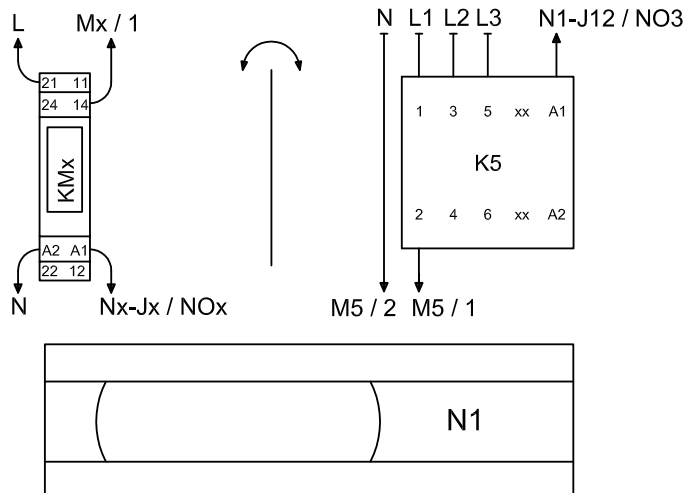 L Mx / 1 N L1 L2 L3 N1-J12 / NO3
21 11
24 14
1 3 5 xx A1
KMx
K5
2 4 6 xx A2
A2 A1
22 12
N Nx-Jx / NOx M5 / 2 M5 / 1
N1